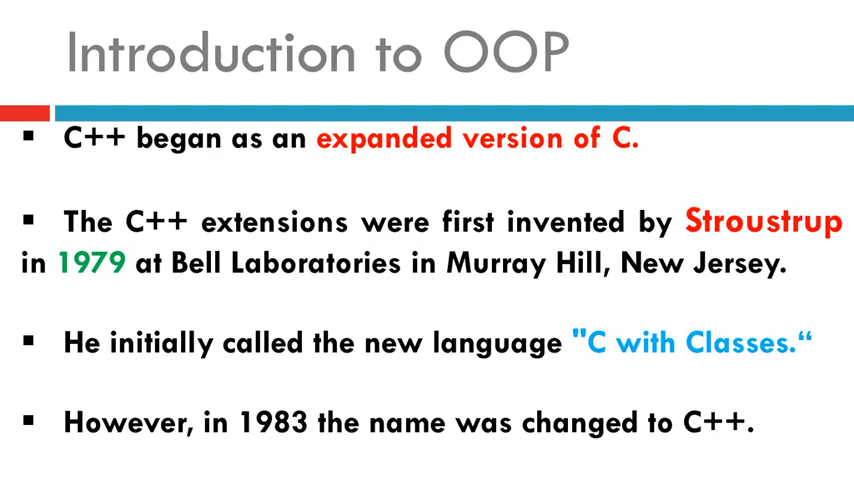 Introduction to OOP
▪ C++ began as an expanded version of C.
▪ The C++ extensions were first invented by Stroustrup
in 1979 at Bell Laboratories in Murray Hill, New Jersey.
▪ He initially called the new language "C with Classes.“
▪ However, in 1983 the name was changed to C++.